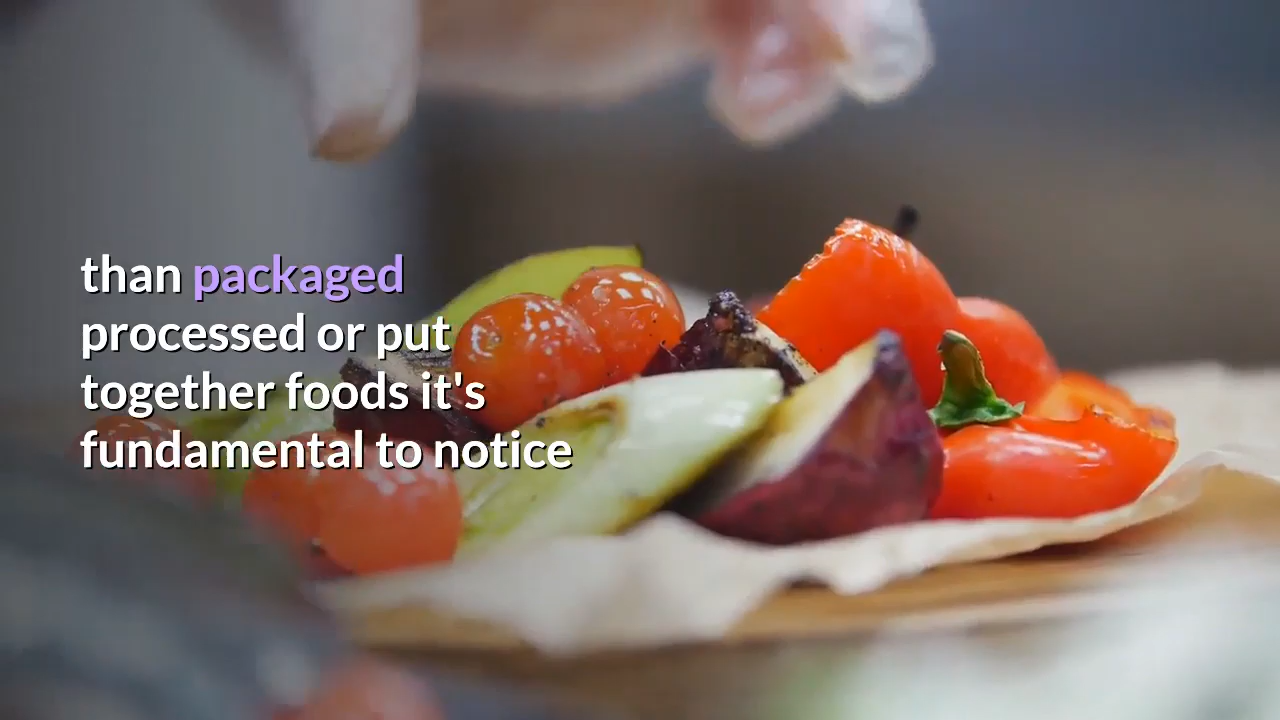 than packaged
processed or put
together foods it's
fundamental to notice